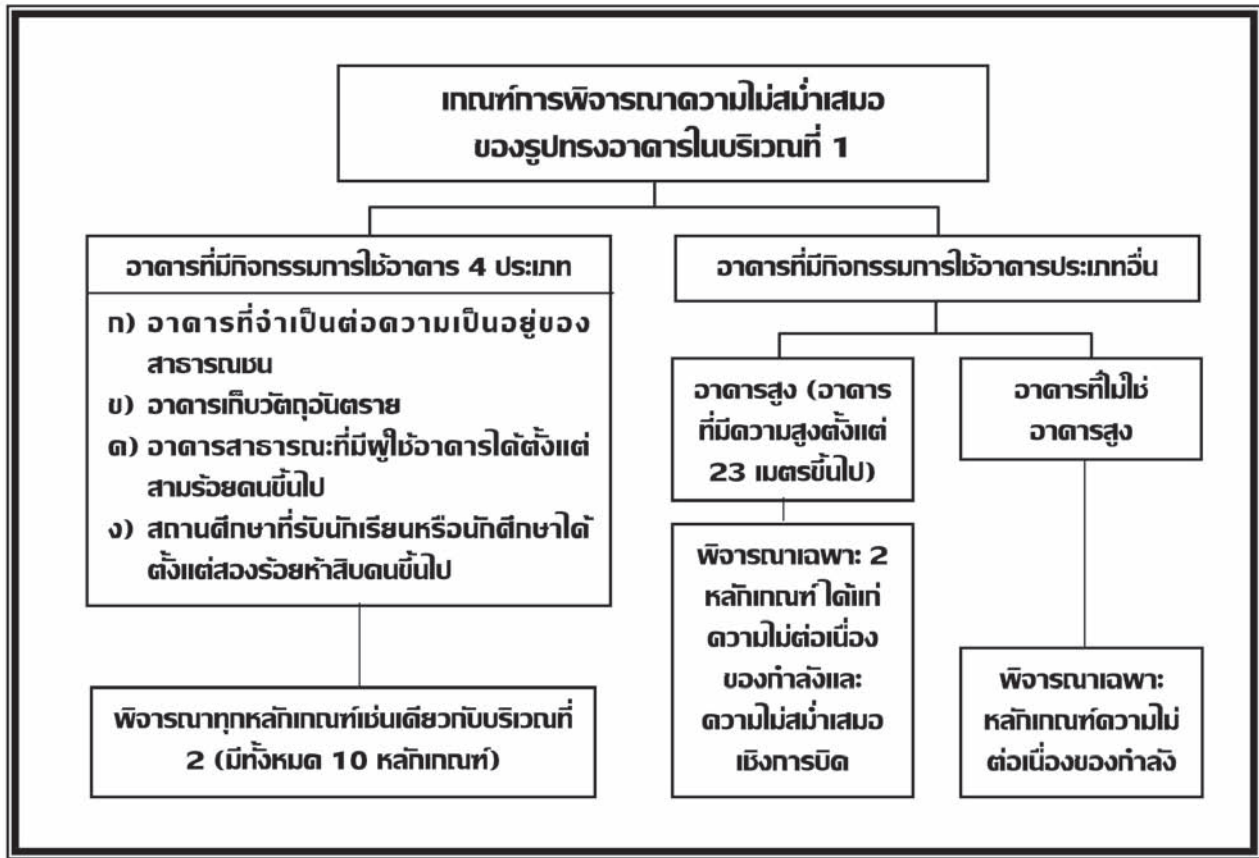 เกณฑ์การพิจารณาความไม่สม่ำเสมอ
ของรูปทรงอาคารในบริเวณที่ 1
อาคารที่มีกิจกรรมการใช้อาคาร 4 ประเภท
ก) อาคารที่จำเป็นต่อความเป็นอยู่ของ
สาธารณชน
ข) อาคารเก็บวัตถุอันตราย
ค) อาคารสาธารณะที่มีผู้ใช้อาคารได้ตั้งแต่
สามร้อยคนขึ้นไป
ง) สถานศึกษาที่รับนักเรียนหรือนักศึกษาได้
ตั้งแต่สองร้อยห้าสิบคนขึ้นไป
พิจารณาทุกหลักเกณฑ์เช่นเดียวกับบริเวณที่
2 (มีทั้งหมด 10 หลักเกณฑ์)
อาคารที่มีกิจกรรมการใช้อาคารประเภทอื่น
อาคารสูง (อาคาร
ที่มีความสูงตั้งแต่
23 เมตรขึ้นไป)
พิจารณาเฉพาะ 2
หลักเกณฑ์ ได้แก่
ความไม่ต่อเนื่อง
ของกำลังและ
ความไม่สม่ำเสมอ
เชิงการบิด
อาคารที่ไม่ใช่
อาคารสูง
พิจารณาเฉพาะ
หลักเกณฑ์ความไม่
ต่อเนื่องของกำลัง